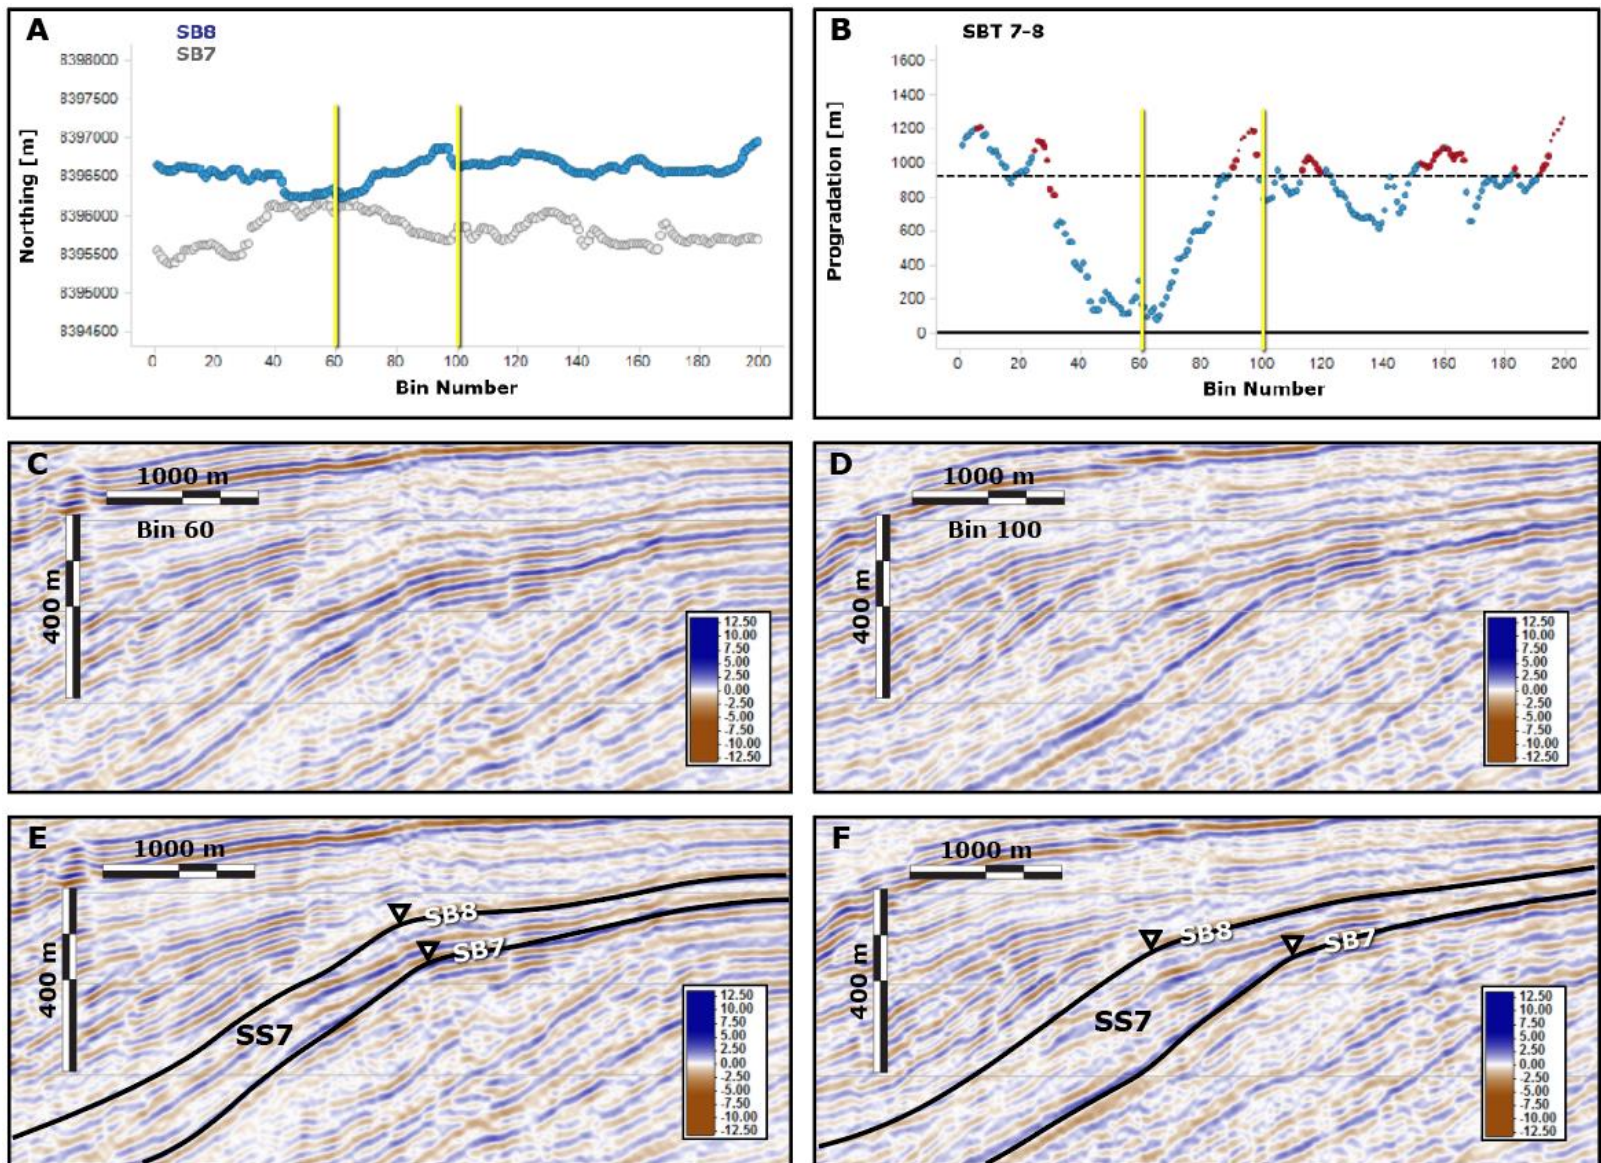 A
SB8
SB7
8398000
8397500
8397000
8396500
8396000
8395500
8395000
8394500
Northing [m]
0 20 40 60 80 100 120 140 160 180 200
Bin Number
B
SBT 7-8
1600
1400
1200
1000
800
600
400
200
0
Progradation [m]
0 20 40 60 80 100 120 140 160 180 200
Bin Number
C
1000 m
Bin 60
400 m
12.50
10.00
7.50
5.00
2.50
0.00
-2.50
-5.00
-7.50
-10.00
-12.50
D
1000 m
Bin 100
400 m
12.50
10.00
7.50
5.00
2.50
0.00
-2.50
-5.00
-7.50
-10.00
-12.50
E
1000 m
400 m
SB8
SB7
SS7
12.50
10.00
7.50
5.00
2.50
0.00
-2.50
-5.00
-7.50
-10.00
-12.50
F
1000 m
400 m
SB8
SB7
SS7
12.50
10.00
7.50
5.00
2.50
0.00
-2.50
-5.00
-7.50
-10.00
-12.50